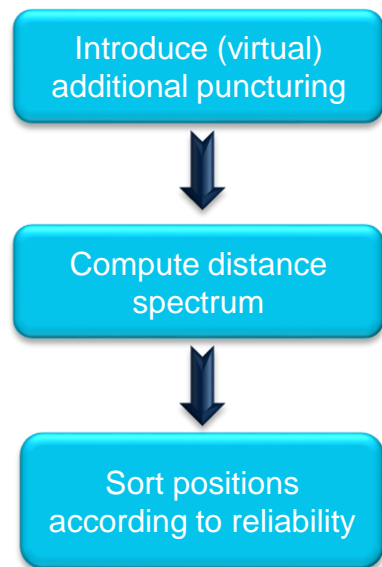 Introduce (virtual)
additional puncturing
Compute distance
spectrum
Sort positions
according to reliability